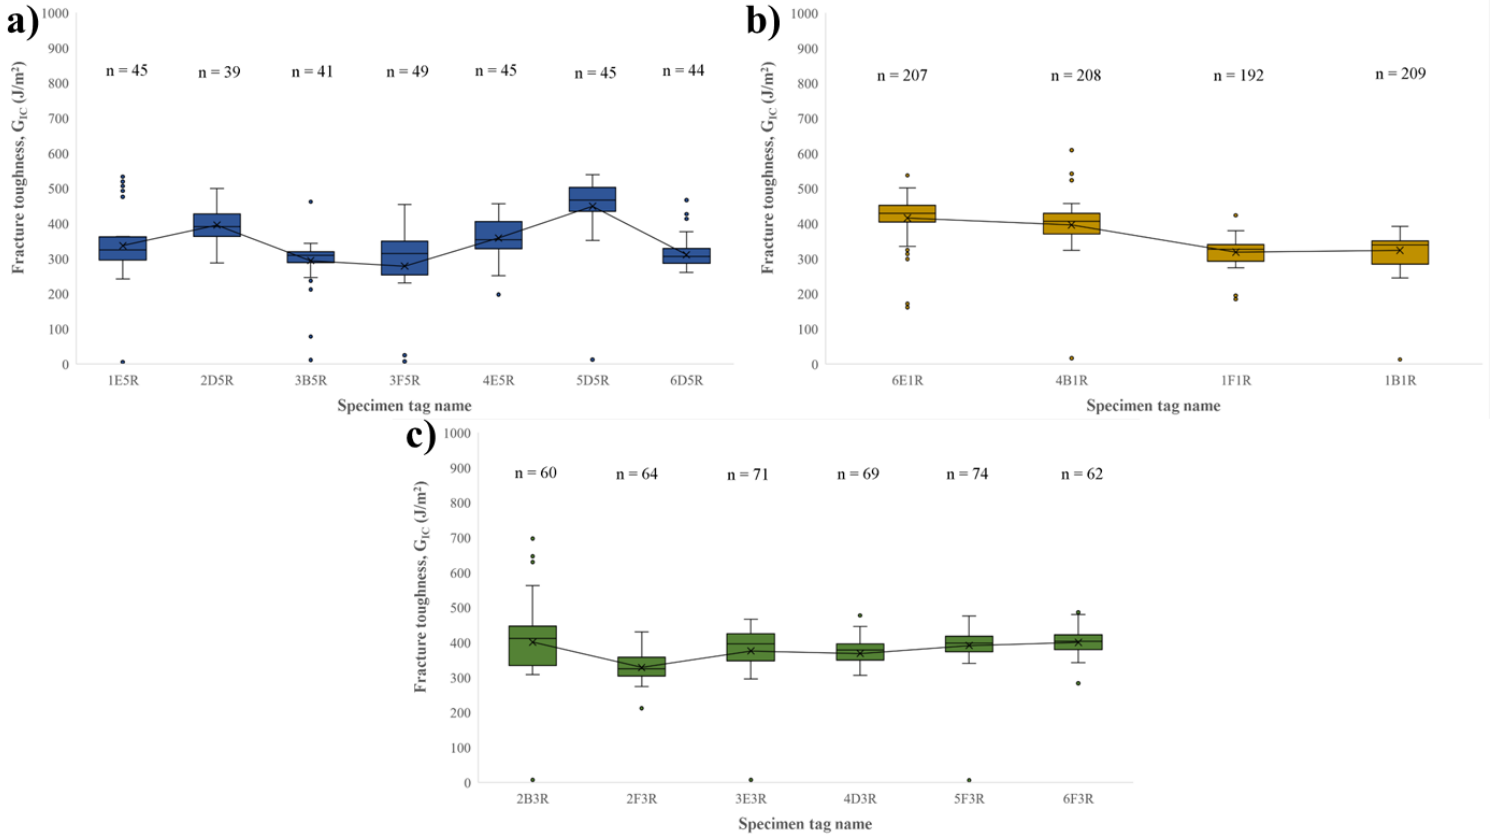 a)
1000
900
800
700
600
500
400
300
200
100
0
Fracture toughness, GIC (J/m²)
n = 45
n = 39
n = 41
n = 49
n = 45
n = 45
n = 44
1E5R 2D5R 3B5R 3F5R 4E5R 5D5R 6D5R
Specimen tag name
b)
1000
900
800
700
600
500
400
300
200
100
0
Fracture toughness, GIC (J/m²)
n = 207
n = 208
n = 192
n = 209
6E1R 4B1R 1F1R 1B1R
Specimen tag name
c)
1000
900
800
700
600
500
400
300
200
100
0
Fracture toughness, GIC (J/m²)
n = 60
n = 64
n = 71
n = 69
n = 74
n = 62
2B3R 2F3R 3E3R 4D3R 5F3R 6F3R
Specimen tag name